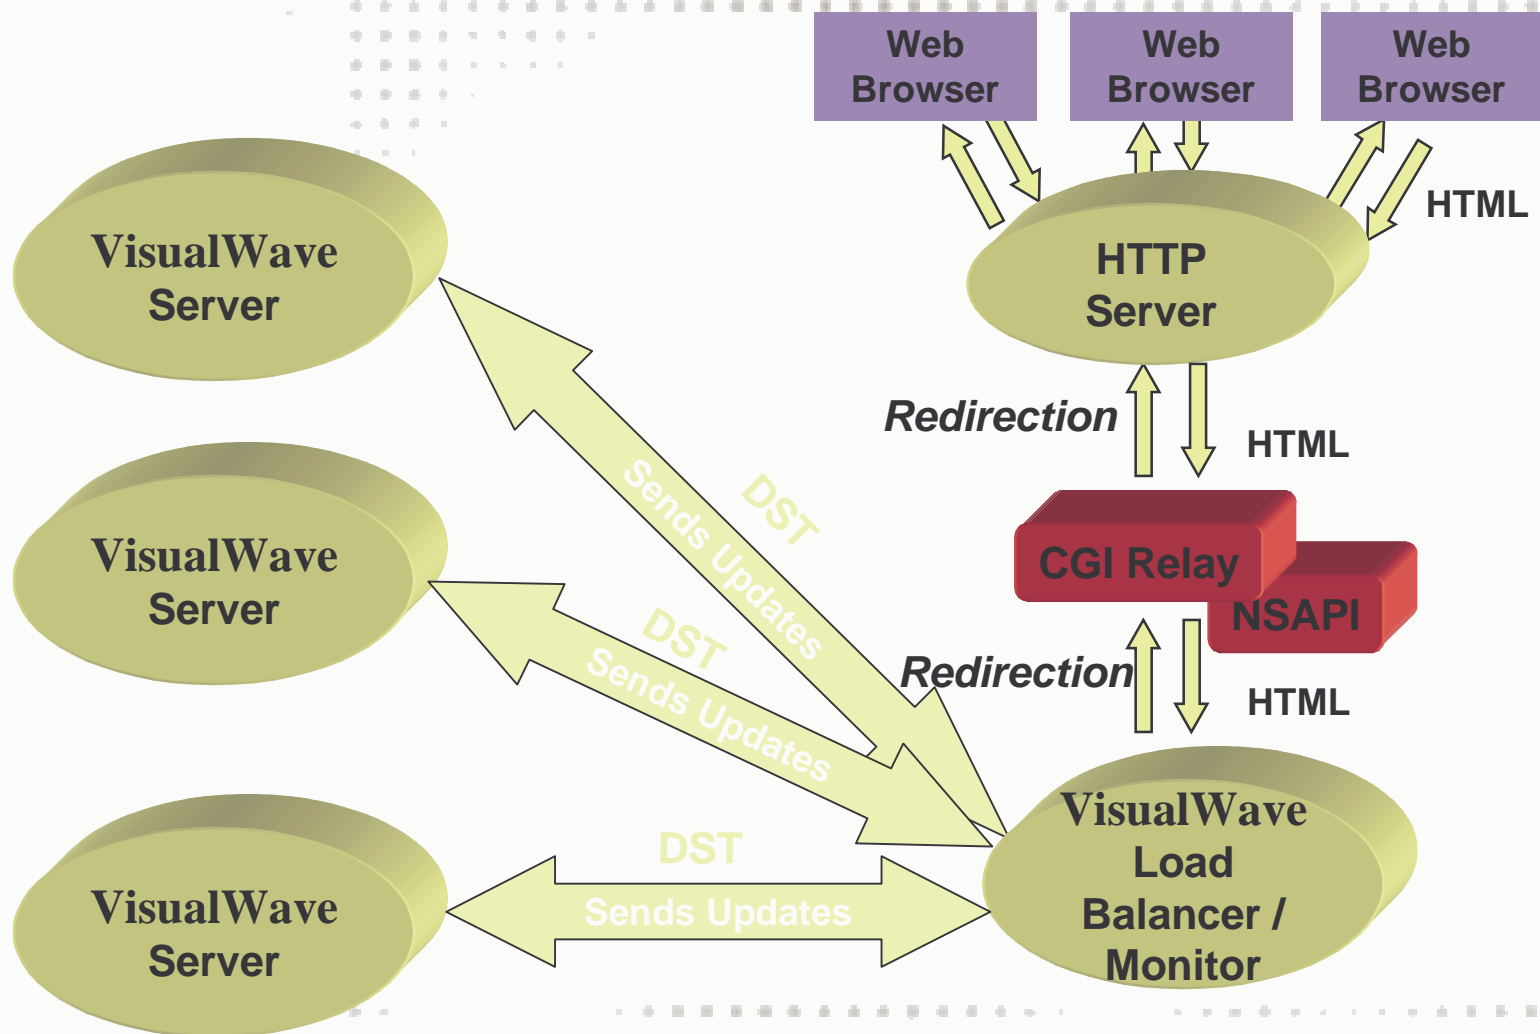 Web
Browser
Web
Browser
Web
Browser
HTML
VisualWave
Server
HTTP
Server
Redirection
HTML
DST
Sends Updates
CGI Relay
NSAPI
VisualWave
Server
DST
Sends Updates
Redirection
HTML
VisualWave
Load
Balancer /
Monitor
DST
Sends Updates
VisualWave
Server